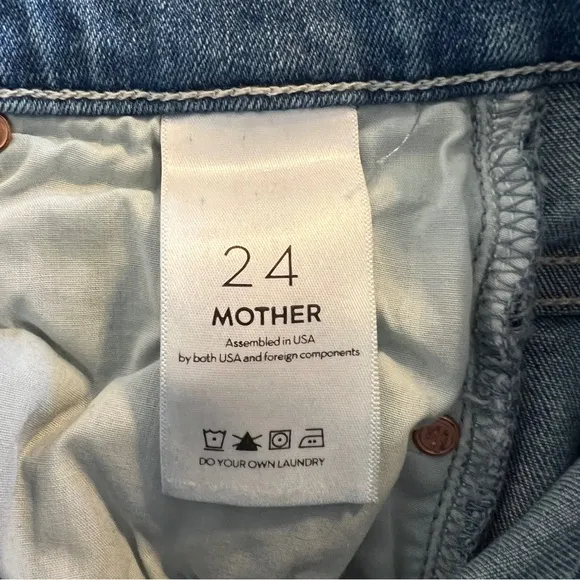 24
MOTHER
Assembled in USA
by both USA and foreign components
DO YOUR OWN LAUNDRY